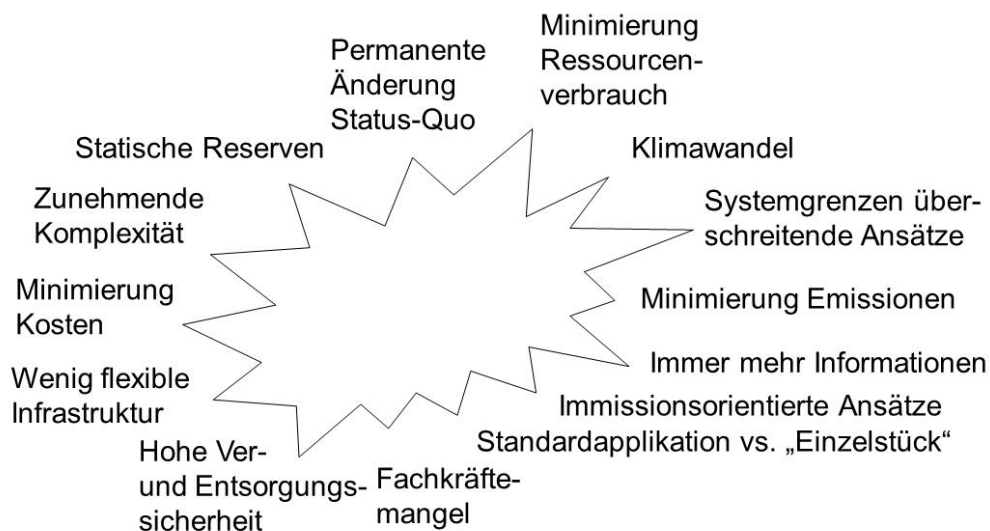 Minimierung
Ressourcen-
verbrauch
Permanente
Änderung
Status-Quo
Statische Reserven
Klimawandel
Zunehmende
Komplexität
Systemgrenzen über-
schreitende Ansätze
Minimierung
Kosten
Minimierung Emissionen
Wenig flexible
Infrastruktur
Immer mehr Informationen
Immissionsorientierte Ansätze
Standardapplikation vs. „Einzelstück“
Hohe Ver-
und Entsorgungs-
sicherheit
Fachkräfte-
mangel